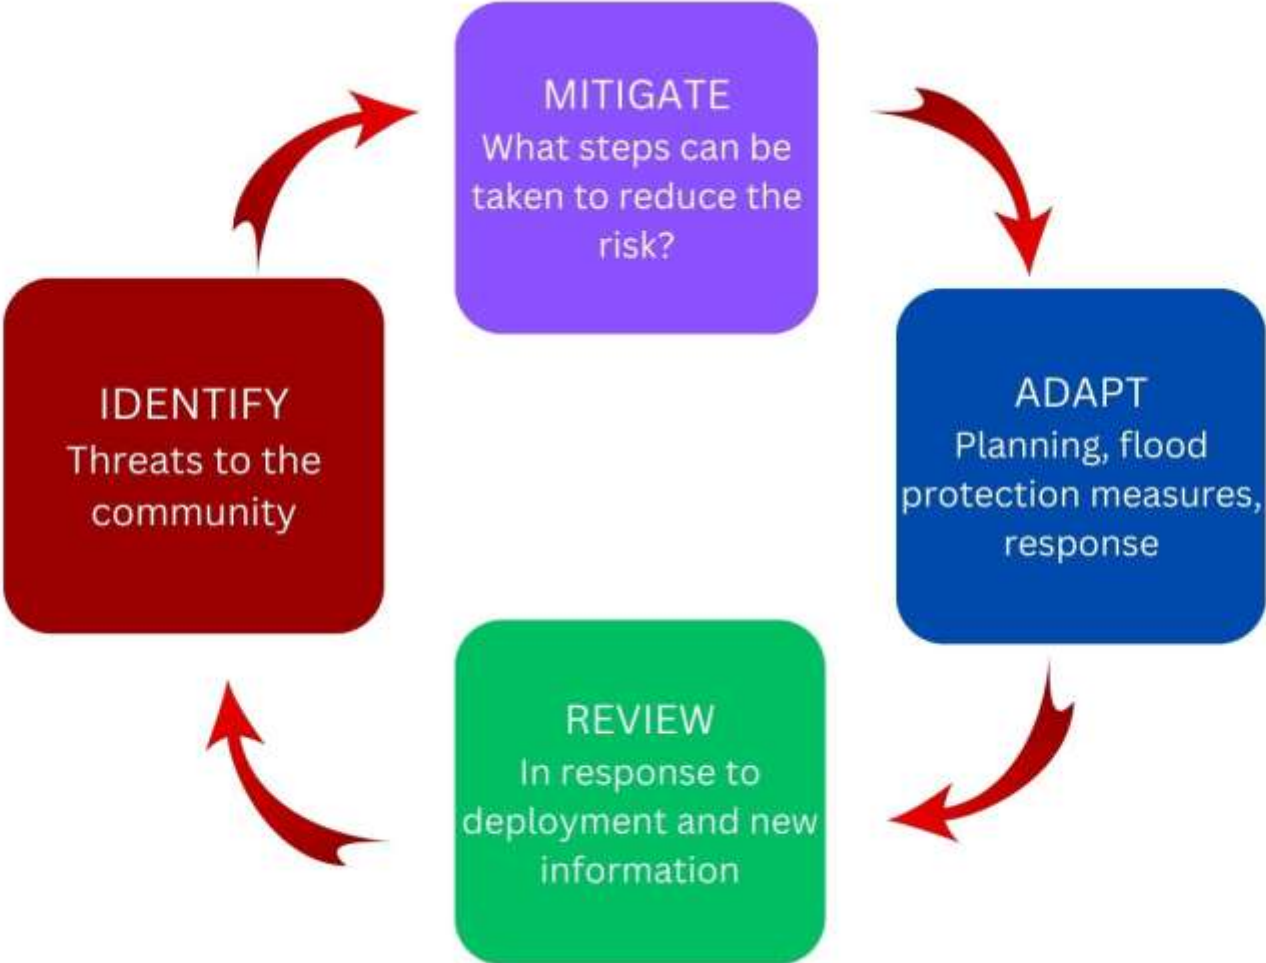 MITIGATE
What steps can be
taken to reduce the
risk?
IDENTIFY
Threats to the
community
ADAPT
Planning, flood
protection measures,
response
REVIEW
In response to
deployment and new
information